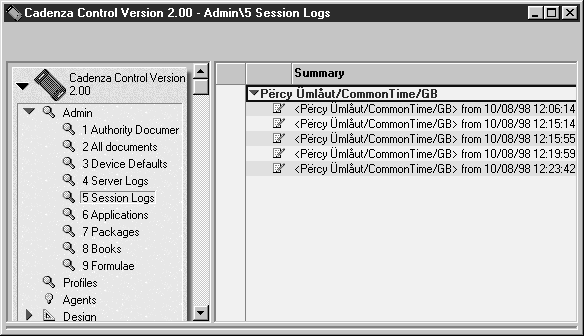 Cadenza Control Version 2.00 - Admin\5 Session Logs
Cadenza Control Version
2.00
Admin
1 Authority Documer
2 All documents
3 Device Defaults
4 Server Logs
5 Session Logs
6 Applications
7 Packages
8 Books
9 Formulae
Profiles
Agents
Design
Summary
Përcy Ümlåut/CommonTime/GB
<Përcy Ümlåut/CommonTime/GB> from 10/08/98 12:06:14
<Përcy Ümlåut/CommonTime/GB> from 10/08/98 12:15:14
<Përcy Ümlåut/CommonTime/GB> from 10/08/98 12:15:55
<Përcy Ümlåut/CommonTime/GB> from 10/08/98 12:19:59
<Përcy Ümlåut/CommonTime/GB> from 10/08/98 12:23:42